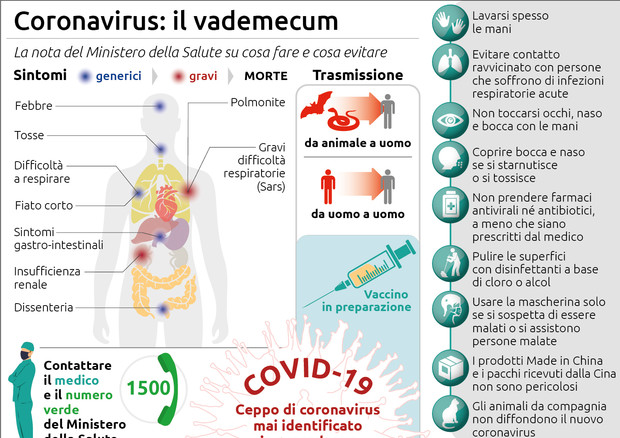 Coronavirus: il vademecum
La nota del Ministero della Salute su cosa fare e cosa evitare
Sintomi generici gravi MORTE
Febbre
Tosse
Difficoltà
a respirare
Fiato corto
Sintomi
gastro-intestinali
Insufficienza
renale
Dissenteria
Polmonite
Gravi
difficoltà
respiratorie
(Sars)
Trasmissione
da animale a uomo
da uomo a uomo
Vaccino
in preparazione
Contattare
il medico
e il numero
verde
del Ministero
della Salute
1500
COVID-19
Ceppo di coronavirus
mai identificato
Lavarsi spesso
le mani
Evitare contatto
ravvicinato con persone
che soffrono di infezioni
respiratorie acute
Non toccarsi occhi, naso
e bocca con le mani
Coprire bocca e naso
se si starnutisce
o si tossisce
Non prendere farmaci
antivirali né antibiotici,
a meno che siano
prescritti dal medico
Pulire le superfici
con disinfettanti a base
di cloro o alcol
Usare la mascherina solo
se si sospetta di essere
malati o si assistono
persone malate
I prodotti Made in China
e i pacchi ricevuti dalla Cina
non sono pericolosi
Gli animali da compagnia
non diffondono il nuovo
coronavirus